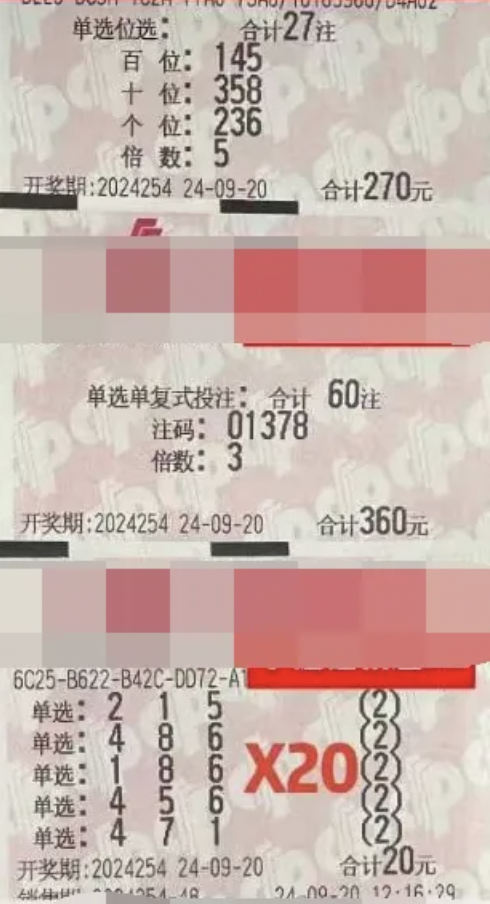 单选位选: 合计27注
百 位: 145
十 位: 358
个 位: 236
倍 数: 5
开奖期:2024254 24-09-20 合计270元
单选单复式投注: 合计 60注
注码: 01378
倍数: 3
开奖期:2024254 24-09-20 合计360元
6C25-B622-B42C-DD72-A1
单选: 2 1 5 (2)
单选: 4 8 6 (2)
单选: 1 8 6 (2)
单选: 4 5 6 (2)
单选: 4 7 1 (2)
X20
开奖期:2024254 24-09-20 合计20元
24-09-20 12:16:29